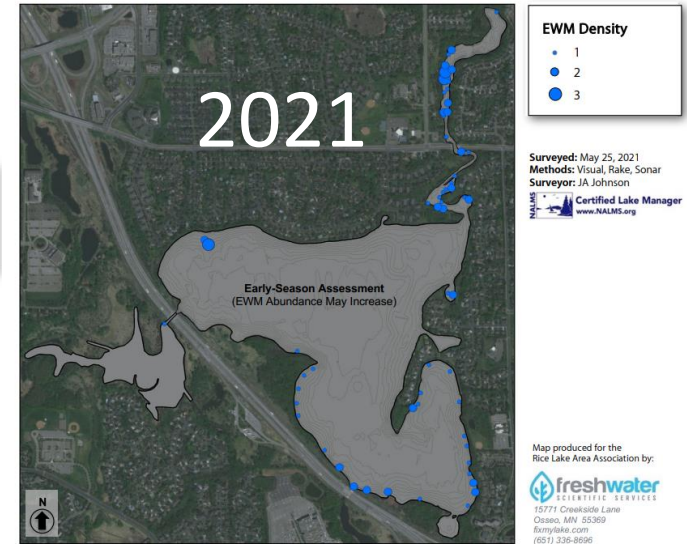 2021
Early-Season Assessment
(EWM Abundance May Increase)
N
EWM Density
1
2
3
Surveyed: May 25, 2021
Methods: Visual, Rake, Sonar
Surveyor: JA Johnson
NALMS
Certified Lake Manager
www.NALMS.org
Map produced for the
Rice Lake Area Association by:
freshwater
SCIENTIFIC SERVICES
15771 Creekside Lane
Osseo, MN 55369
fixmylake.com
(651) 336-8696